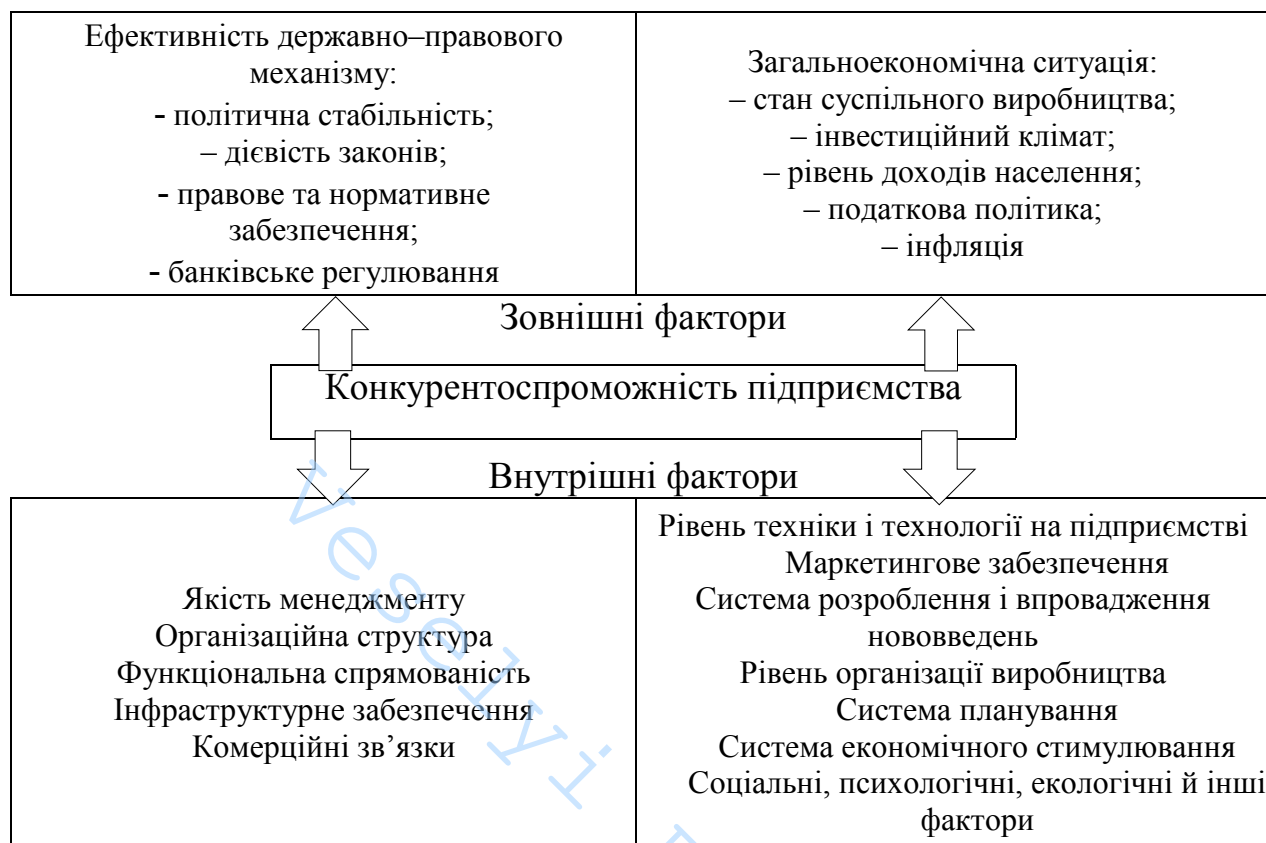 Ефективність державно–правового
механізму:
- політична стабільність;
– дієвість законів;
- правове та нормативне
забезпечення;
- банківське регулювання
Загальноекономічна ситуація:
– стан суспільного виробництва;
– інвестиційний клімат;
– рівень доходів населення;
– податкова політика;
– інфляція
Зовнішні фактори
Конкурентоспроможність підприємства
Внутрішні фактори
Якість менеджменту
Організаційна структура
Функціональна спрямованість
Інфраструктурне забезпечення
Комерційні зв’язки
Рівень техніки і технології на підприємстві
Маркетингове забезпечення
Система розроблення і впровадження
нововведень
Рівень організації виробництва
Система планування
Система економічного стимулювання
Соціальні, психологічні, екологічні й інші
фактори
Veselyi